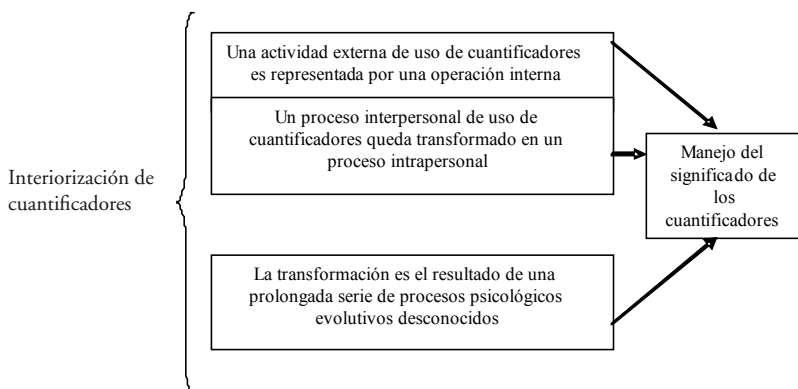 Interiorización de
cuantificadores
Una actividad externa de uso de cuantificadores
es representada por una operación interna
Un proceso interpersonal de uso de
cuantificadores queda transformado en un
proceso intrapersonal
La transformación es el resultado de una
prolongada serie de procesos psicológicos
evolutivos desconocidos
Manejo del
significado de
los
cuantificadores